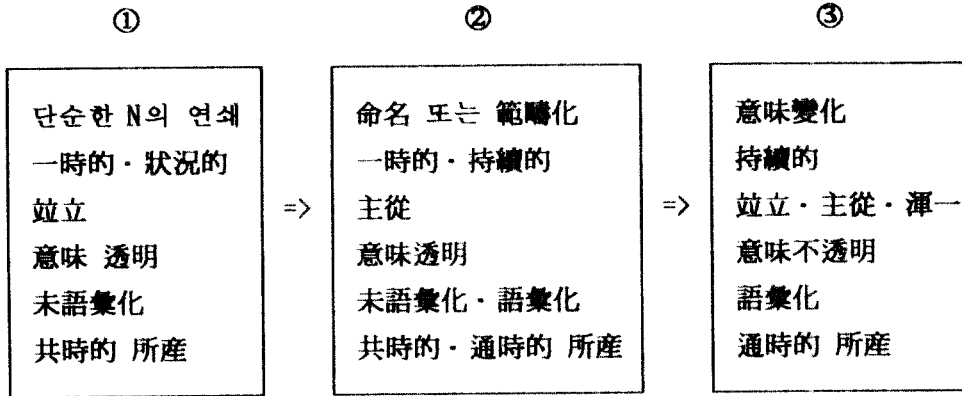 ①
단순한 N의 연쇄
一時的·狀況的
竝立
意味 透明
未語彙化
共時的 所産
=>
②
命名 또는 範疇化
一時的·持續的
主從
意味透明
未語彙化·語彙化
共時的·通時的 所産
=>
③
意味變化
持續的
竝立·主從·渾一
意味不透明
語彙化
通時的 所産